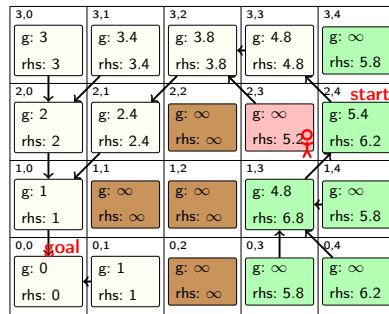 3,0 3,1 3,2 3,3 3,4
g: 3 g: 3.4 g: 3.8 g: 4.8 g: ∞
rhs: 3 rhs: 3.4 rhs: 3.8 rhs: 4.8 rhs: 5.8
2,0 2,1 2,2 2,3 2,4
start
g: 2 g: 2.4 g: ∞ g: ∞ g: 5.4
rhs: 2 rhs: 2.4 rhs: ∞ rhs: 5.2 rhs: 6.2
1,0 1,1 1,2 1,3 1,4
g: 1 g: ∞ g: ∞ g: 4.8 g: ∞
rhs: 1 rhs: ∞ rhs: ∞ rhs: 6.8 rhs: 5.8
0,0 0,1 0,2 0,3 0,4
goal
g: 0 g: 1 g: ∞ g: ∞ g: ∞
rhs: 0 rhs: 1 rhs: ∞ rhs: 5.8 rhs: 6.2